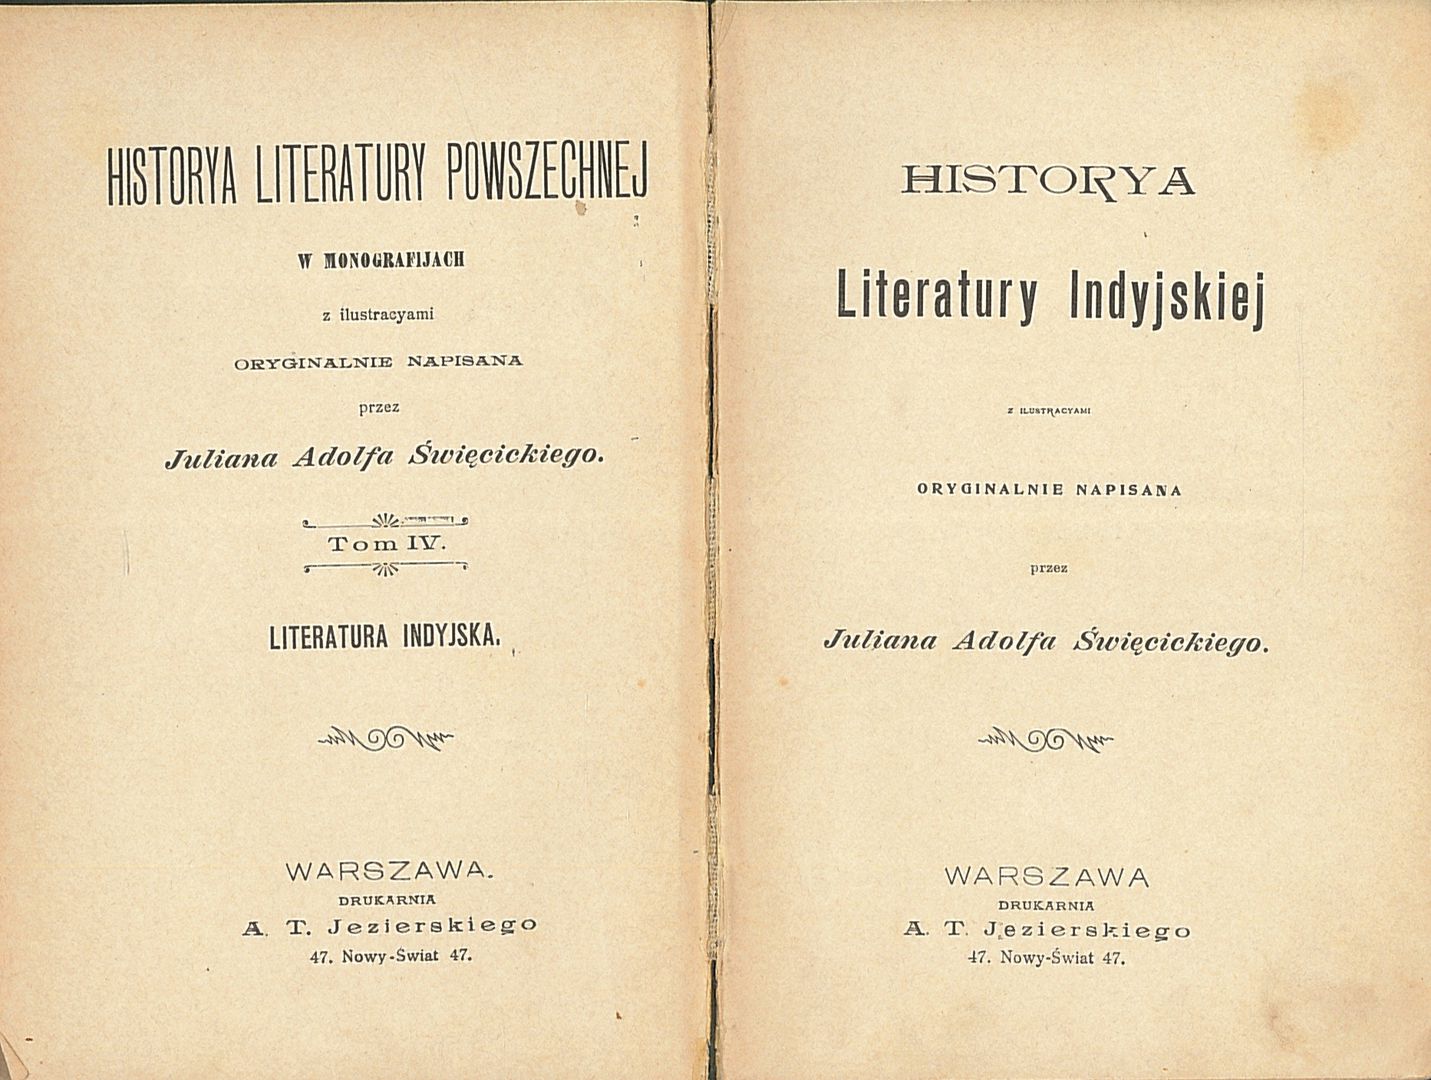 HISTORYA LITERATURY POWSZECHNEJ
W MONOGRAFIJACH
z ilustracyami
ORYGINALNIE NAPISANA
przez
Juliana Adolfa Święcickiego.
Tom IV.
LITERATURA INDYJSKA.
WARSZAWA.
DRUKARNIA
A. T. Jezierskiego
47. Nowy-Świat 47.
HISTORYA
Literatury Indyjskiej
Z ILUSTRACYAMI
ORYGINALNIE NAPISANA
przez
Juliana Adolfa Święcickiego.
WARSZAWA
DRUKARNIA
A. T. Jezierskiego
47. Nowy-Świat 47.